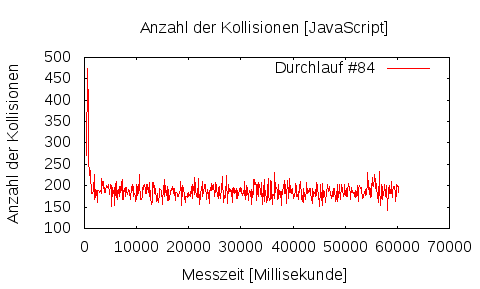 Anzahl der Kollisionen [JavaScript]
Durchlauf #84
Anzahl der Kollisionen
500
450
400
350
300
250
200
150
100
0 10000 20000 30000 40000 50000 60000 70000
Messzeit [Millisekunde]